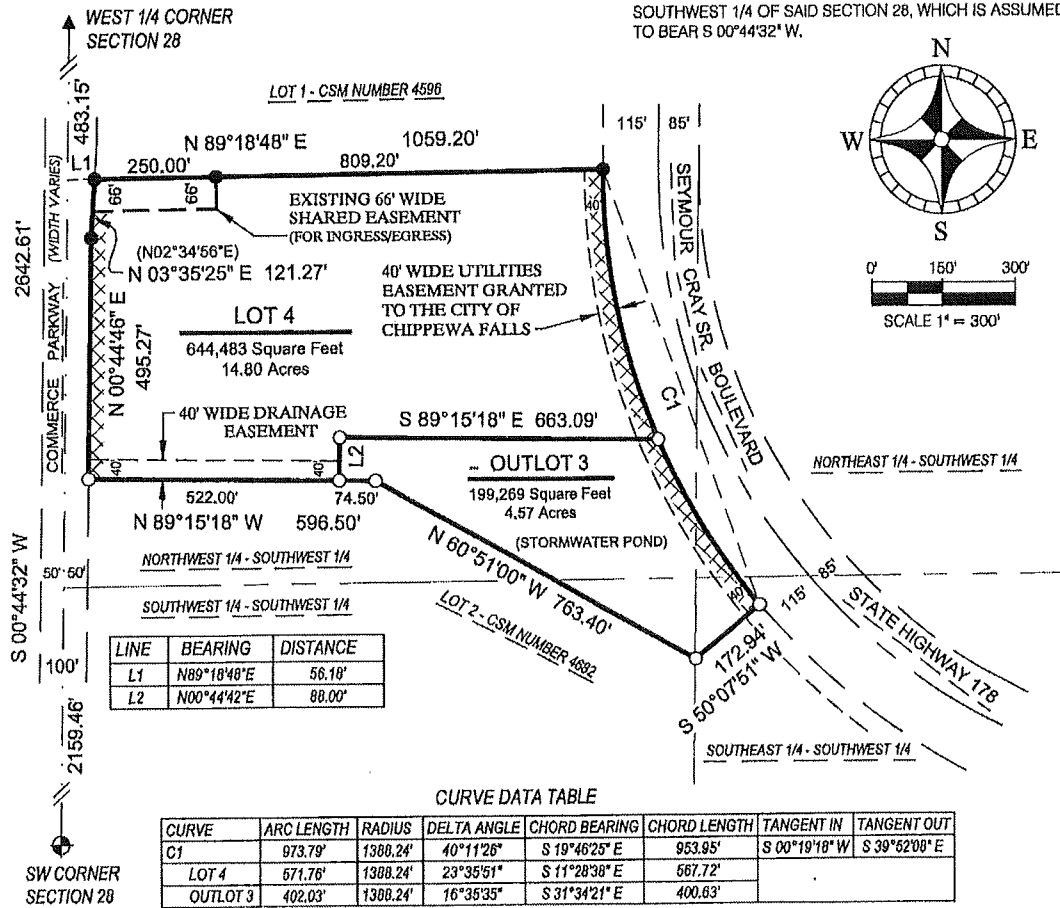 WEST 1/4 CORNER
SECTION 28
SOUTHWEST 1/4 OF SAID SECTION 28, WHICH IS ASSUMED
TO BEAR S 00°44'32" W.
N
W
E
S
0'
150'
300'
SCALE 1" = 300'
LOT 1 - CSM NUMBER 4596
483.15'
L1
N 89°18'48" E
1059.20'
250.00'
809.20'
115'
85'
66'
66'
EXISTING 66' WIDE
SHARED EASEMENT
(FOR INGRESS/EGRESS)
(N02°34'56"E)
N 03°35'25" E 121.27'
40'
40' WIDE UTILITIES
EASEMENT GRANTED
TO THE CITY OF
CHIPPEWA FALLS
SEYMOUR CRAY SR. BOULEVARD
C1
COMMERCE PARKWAY (WIDTH VARIES)
2642.61'
N 00°44'46" E
495.27'
LOT 4
644,483 Square Feet
14.80 Acres
40' WIDE DRAINAGE
EASEMENT
40'
40'
L2
S 89°15'18" E 663.09'
OUTLOT 3
199,269 Square Feet
4.57 Acres
(STORMWATER POND)
NORTHEAST 1/4 - SOUTHWEST 1/4
522.00'
74.50'
N 89°15'18" W
596.50'
N 60°51'00" W 763.40'
NORTHWEST 1/4 - SOUTHWEST 1/4
SOUTHWEST 1/4 - SOUTHWEST 1/4
LOT 2 - CSM NUMBER 4682
50'
50'
100'
S 00°44'32" W
2159.46'
40'
115'
85'
STATE HIGHWAY 178
172.94'
S 50°07'51" W
SOUTHEAST 1/4 - SOUTHWEST 1/4
LINE BEARING DISTANCE
L1 N89°18'48"E 56.18'
L2 N00°44'42"E 88.00'
SW CORNER
SECTION 28
CURVE DATA TABLE
CURVE ARC LENGTH RADIUS DELTA ANGLE CHORD BEARING CHORD LENGTH TANGENT IN TANGENT OUT
C1 973.79' 1388.24' 40°11'26" S 19°46'25" E 953.95' S 00°19'18" W S 39°52'08" E
LOT 4 571.76' 1388.24' 23°35'51" S 11°28'38" E 567.72'
OUTLOT 3 402.03' 1388.24' 16°35'35" S 31°34'21" E 400.63'